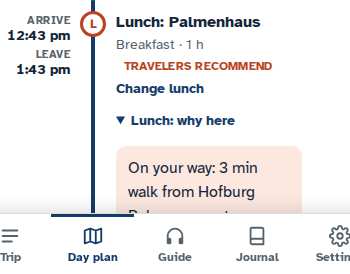 ARRIVE
12:43 pm
LEAVE
1:43 pm
L
Lunch: Palmenhaus
Breakfast · 1 h
TRAVELERS RECOMMEND
Change lunch
▼ Lunch: why here
On your way: 3 min
walk from Hofburg
Trip
Day plan
Guide
Journal
Settin